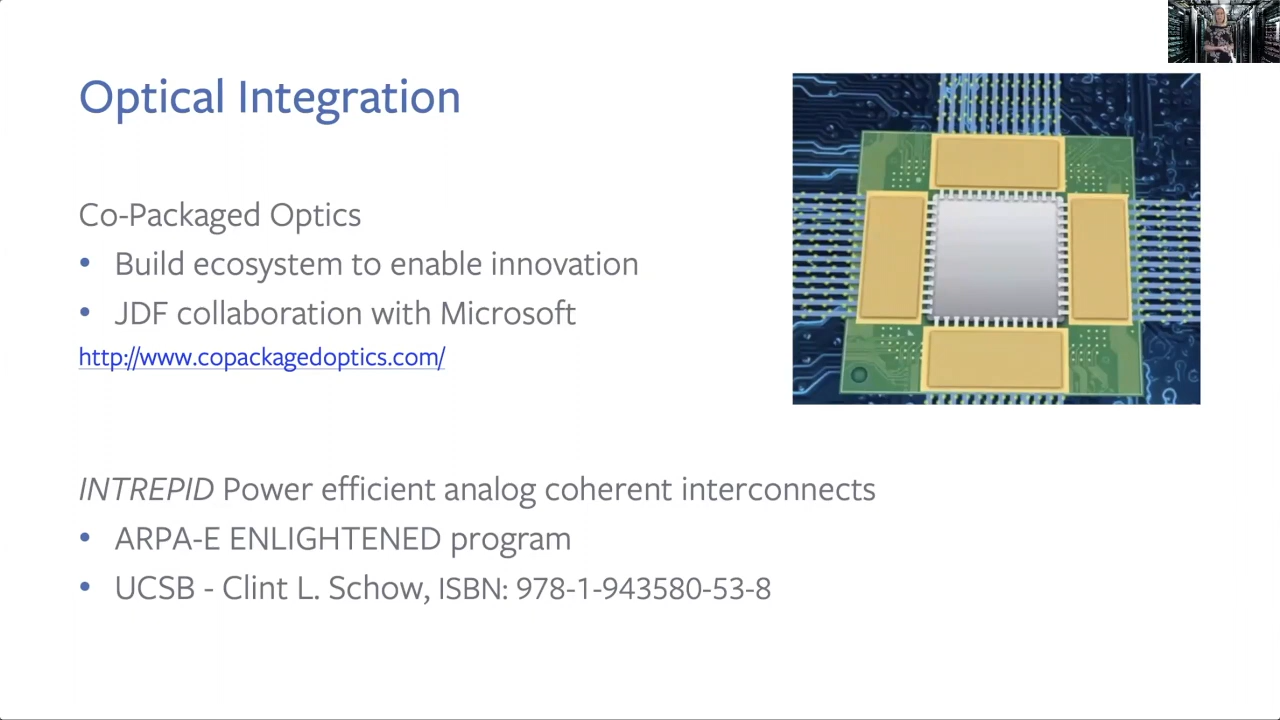 Optical Integration
Co-Packaged Optics
• Build ecosystem to enable innovation
• JDF collaboration with Microsoft
http://www.copackagedoptics.com/
INTREPID Power efficient analog coherent interconnects
• ARPA-E ENLIGHTENED program
• UCSB - Clint L. Schow, ISBN: 978-1-943580-53-8